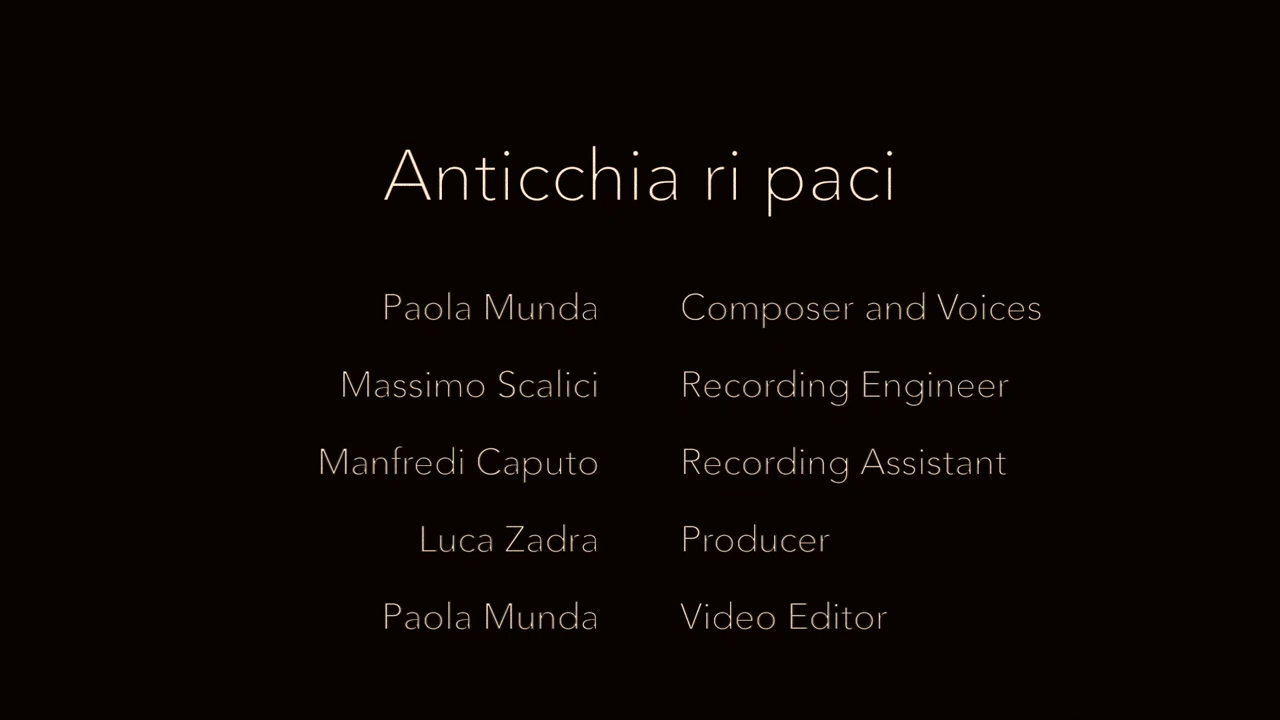 Anticchia ri paci
Paola Munda Composer and Voices
Massimo Scalici Recording Engineer
Manfredi Caputo Recording Assistant
Luca Zadra Producer
Paola Munda Video Editor